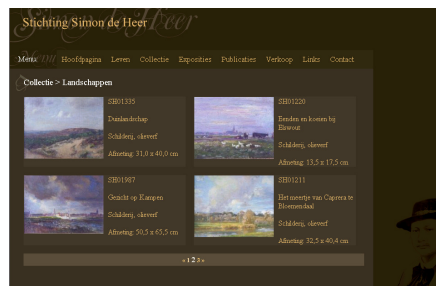 Stichting Simon de Heer
Menu Hoofdpagina Leven Collectie Exposities Publicaties Verkoop Links Contact
Collectie > Landschappen
SH01335
Duinlandschap
Schilderij, olieverf
Afmeting: 31,0 x 40,0 cm
SH01220
Eenden en koeien bij
Elswout
Schilderij, olieverf
Afmeting: 13,5 x 17,5 cm
SH01987
Gezicht op Kampen
Schilderij, olieverf
Afmeting: 50,5 x 65,5 cm
SH01211
Het meertje van Caprera te
Bloemendaal
Schilderij, olieverf
Afmeting: 32,5 x 40,4 cm
« 1 2 3 »